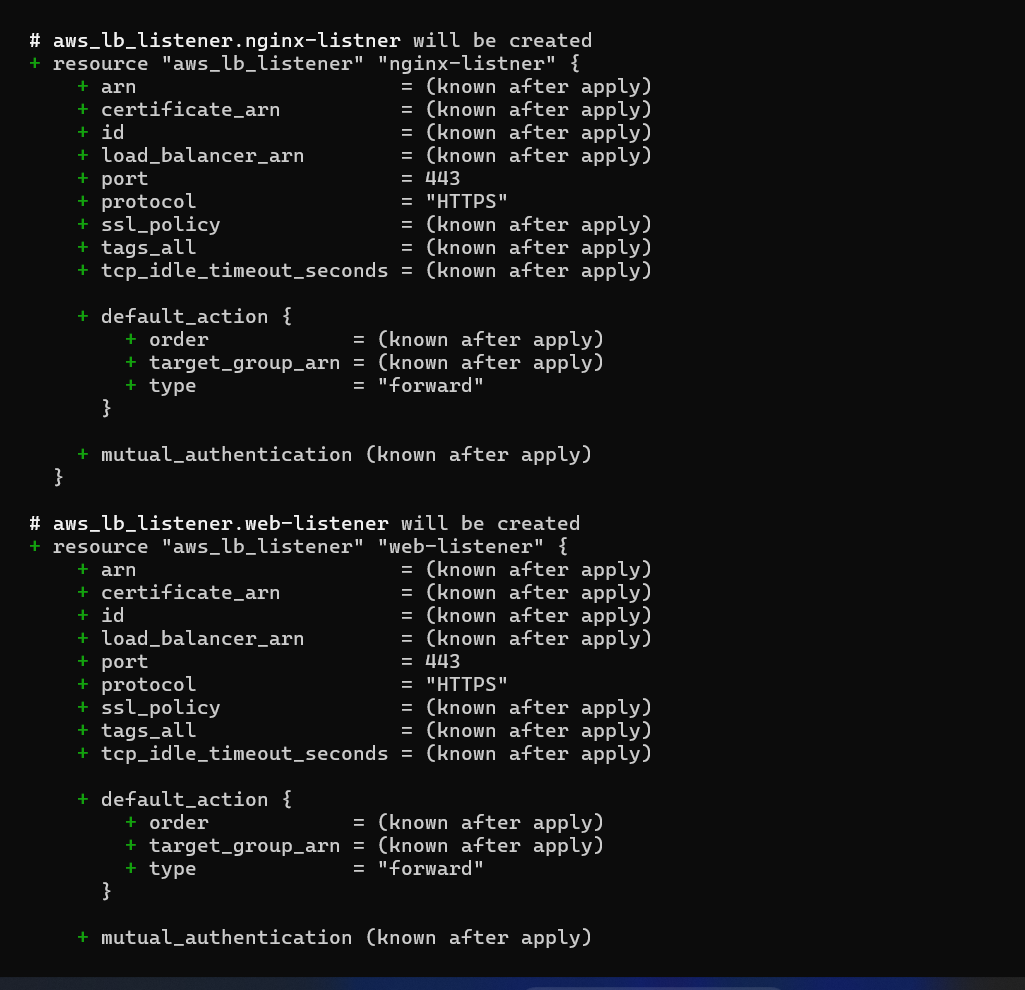 # aws_lb_listener.nginx-listner will be created
+ resource "aws_lb_listener" "nginx-listner" {
+ arn = (known after apply)
+ certificate_arn = (known after apply)
+ id = (known after apply)
+ load_balancer_arn = (known after apply)
+ port = 443
+ protocol = "HTTPS"
+ ssl_policy = (known after apply)
+ tags_all = (known after apply)
+ tcp_idle_timeout_seconds = (known after apply)
+ default_action {
+ order = (known after apply)
+ target_group_arn = (known after apply)
+ type = "forward"
}
+ mutual_authentication (known after apply)
}
# aws_lb_listener.web-listener will be created
+ resource "aws_lb_listener" "web-listener" {
+ arn = (known after apply)
+ certificate_arn = (known after apply)
+ id = (known after apply)
+ load_balancer_arn = (known after apply)
+ port = 443
+ protocol = "HTTPS"
+ ssl_policy = (known after apply)
+ tags_all = (known after apply)
+ tcp_idle_timeout_seconds = (known after apply)
+ default_action {
+ order = (known after apply)
+ target_group_arn = (known after apply)
+ type = "forward"
}
+ mutual_authentication (known after apply)